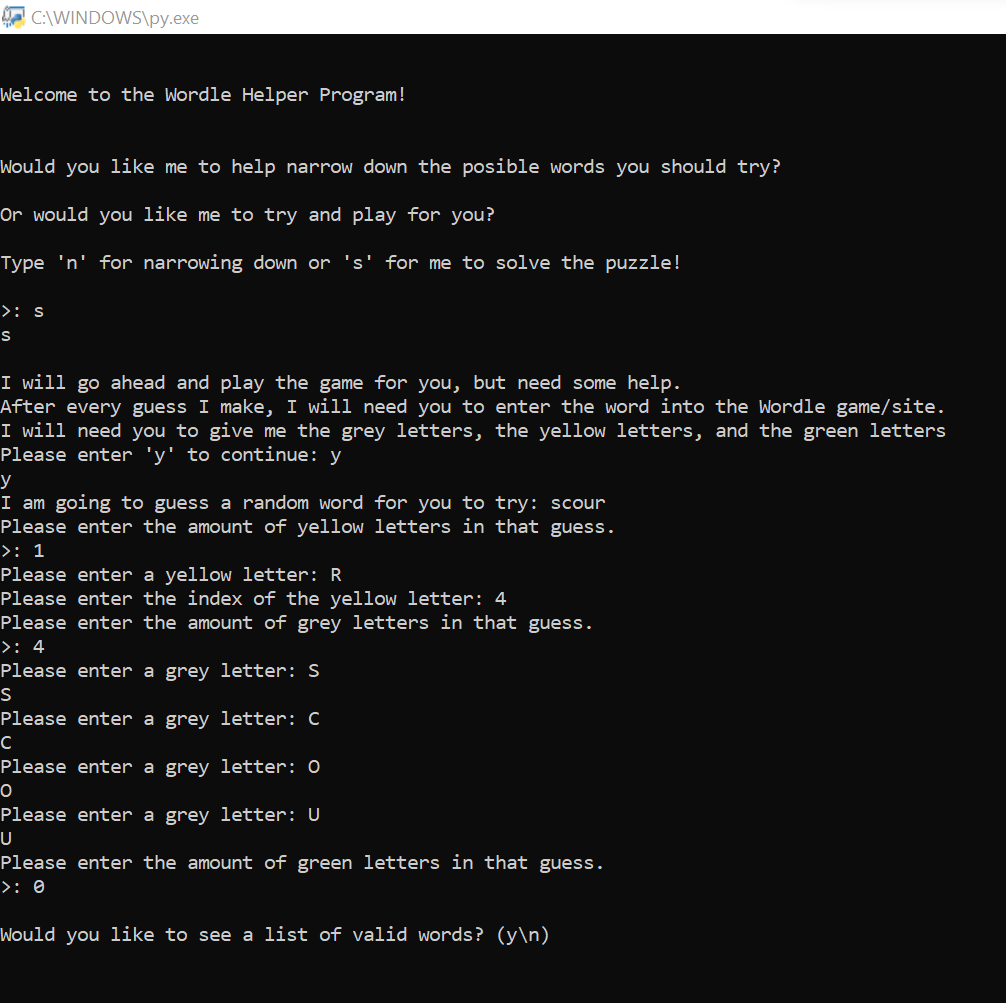 C:\WINDOWS\py.exe
Welcome to the Wordle Helper Program!
Would you like me to help narrow down the posible words you should try?
Or would you like me to try and play for you?
Type 'n' for narrowing down or 's' for me to solve the puzzle!
>: s
s
I will go ahead and play the game for you, but need some help.
After every guess I make, I will need you to enter the word into the Wordle game/site.
I will need you to give me the grey letters, the yellow letters, and the green letters
Please enter 'y' to continue: y
y
I am going to guess a random word for you to try: scour
Please enter the amount of yellow letters in that guess.
>: 1
Please enter a yellow letter: R
Please enter the index of the yellow letter: 4
Please enter the amount of grey letters in that guess.
>: 4
Please enter a grey letter: S
S
Please enter a grey letter: C
C
Please enter a grey letter: O
O
Please enter a grey letter: U
U
Please enter the amount of green letters in that guess.
>: 0
Would you like to see a list of valid words? (y\n)